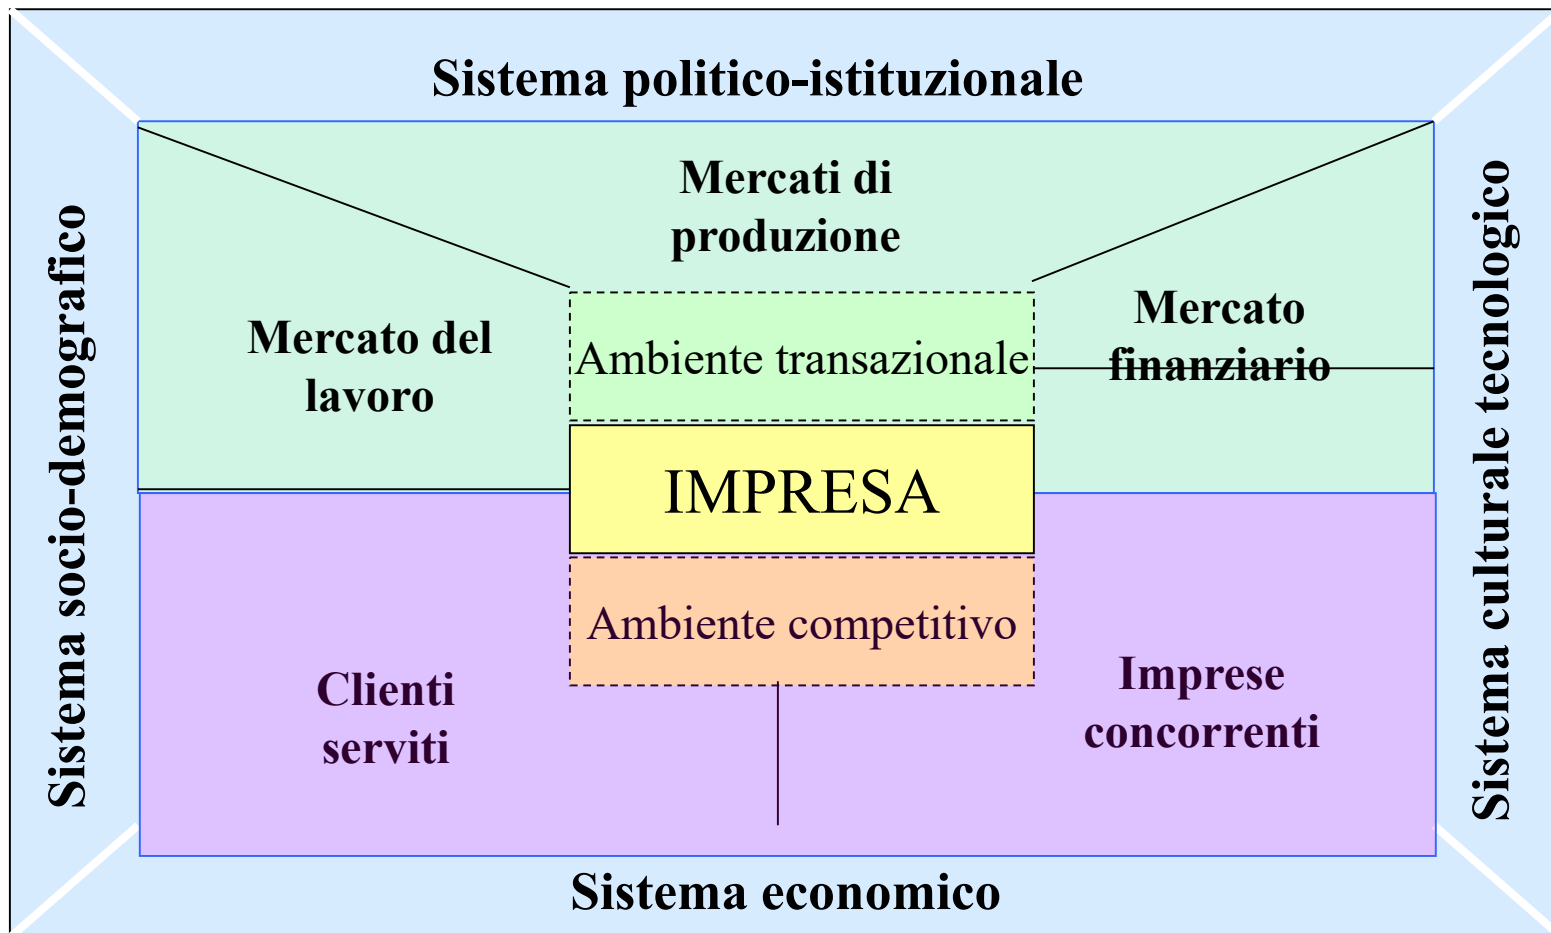 Sistema politico-istituzionale
Mercati di
produzione
Sistema socio-demografico
Mercato del
lavoro
Ambiente transazionale
Mercato
finanziario
Sistema culturale tecnologico
IMPRESA
Ambiente competitivo
Clienti
serviti
Imprese
concorrenti
Sistema economico